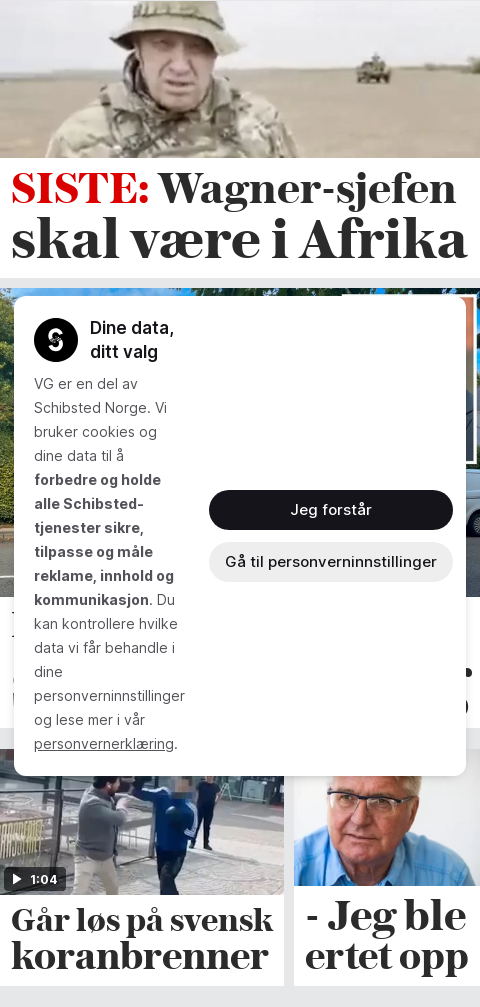 SISTE: Wagner-sjefen
skal være i Afrika
Dine data,
ditt valg
VG er en del av
Schibsted Norge. Vi
bruker cookies og
dine data til å
forbedre og holde
alle Schibsted-
tjenester sikre,
tilpasse og måle
reklame, innhold og
kommunikasjon. Du
kan kontrollere hvilke
data vi får behandle i
dine
personverninnstillinger
og lese mer i vår
personvernerklæring.
Jeg forstår
Gå til personverninnstillinger
1:04
Går løs på svensk
koranbrenner
- Jeg ble
ertet opp